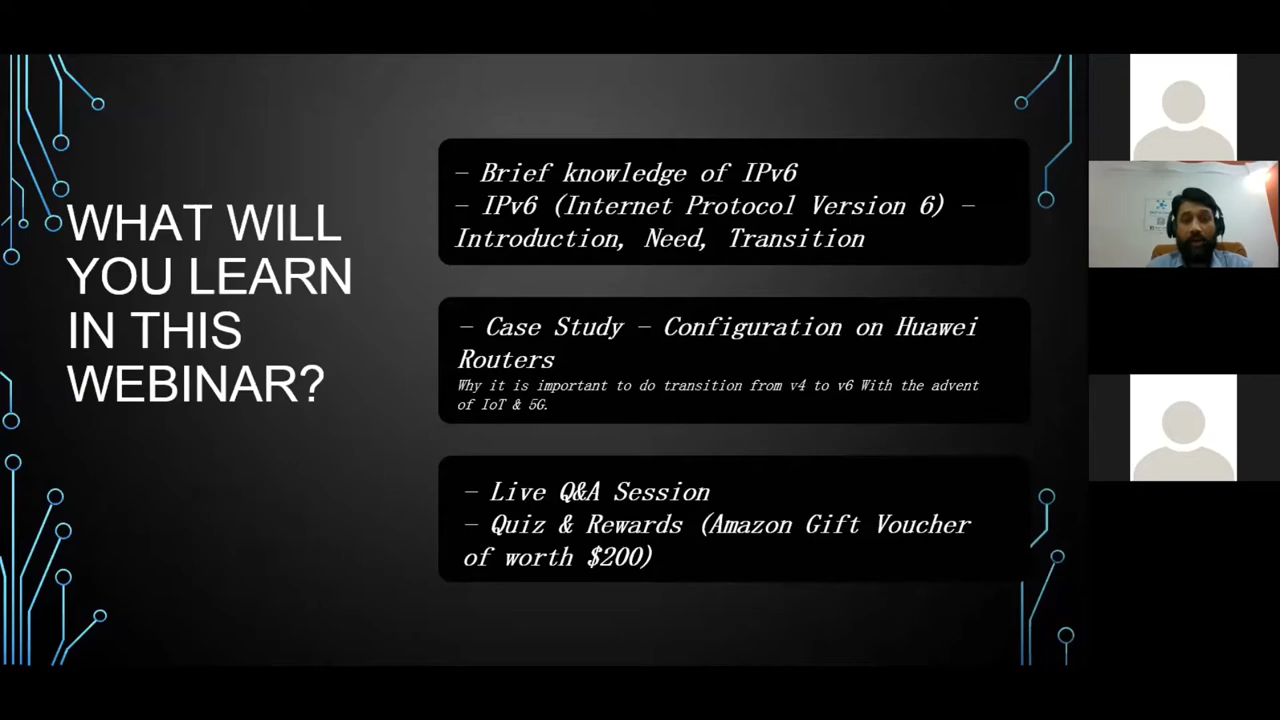 WHAT WILL
YOU LEARN
IN THIS
WEBINAR?
— Brief knowledge of IPv6
— IPv6 (Internet Protocol Version 6) —
Introduction, Need, Transition
— Case Study — Configuration on Huawei
Routers
Why it is important to do transition from v4 to v6 With the advent
of IoT & 5G.
— Live Q&A Session
— Quiz & Rewards (Amazon Gift Voucher
of worth $200)